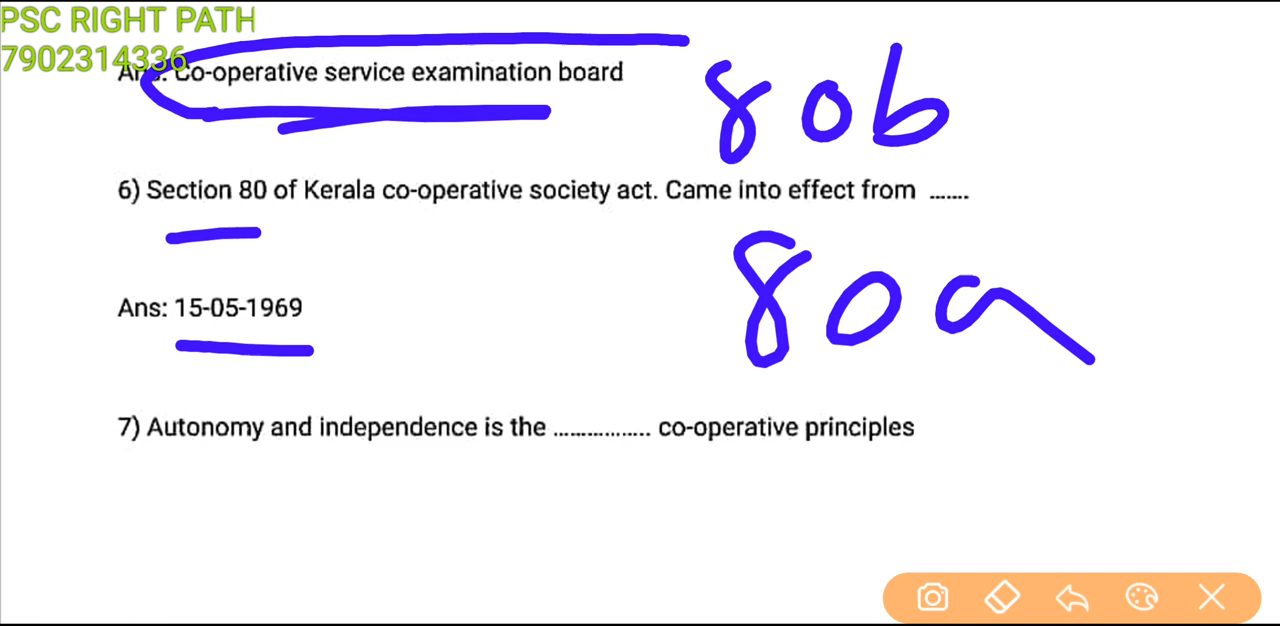 PSC RIGHT PATH
7902314336
Ans: Co-operative service examination board
80b
6) Section 80 of Kerala co-operative society act. Came into effect from .......
80a
Ans: 15-05-1969
7) Autonomy and independence is the ................ co-operative principles